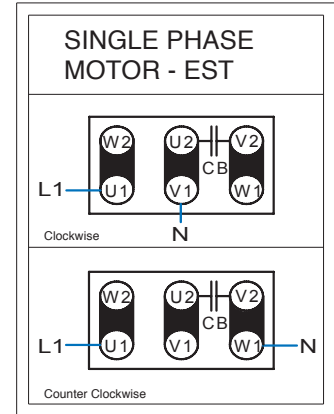 SINGLE PHASE
MOTOR - EST
W2 U2 V2
CB
L1 U1 V1 W1
Clockwise N
W2 U2 V2
CB
L1 U1 V1 W1 N
Counter Clockwise